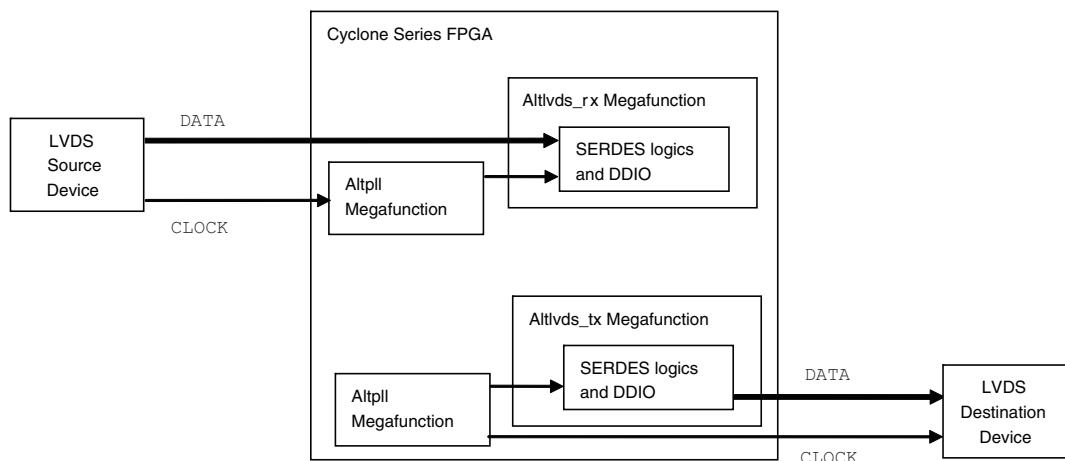 Cyclone Series FPGA
Altlvds_rx Megafunction
DATA
LVDS
Source
Device
SERDES logics
and DDIO
Altpll
Megafunction
CLOCK
Altlvds_tx Megafunction
SERDES logics
and DDIO
DATA
Altpll
Megafunction
LVDS
Destination
Device
CLOCK